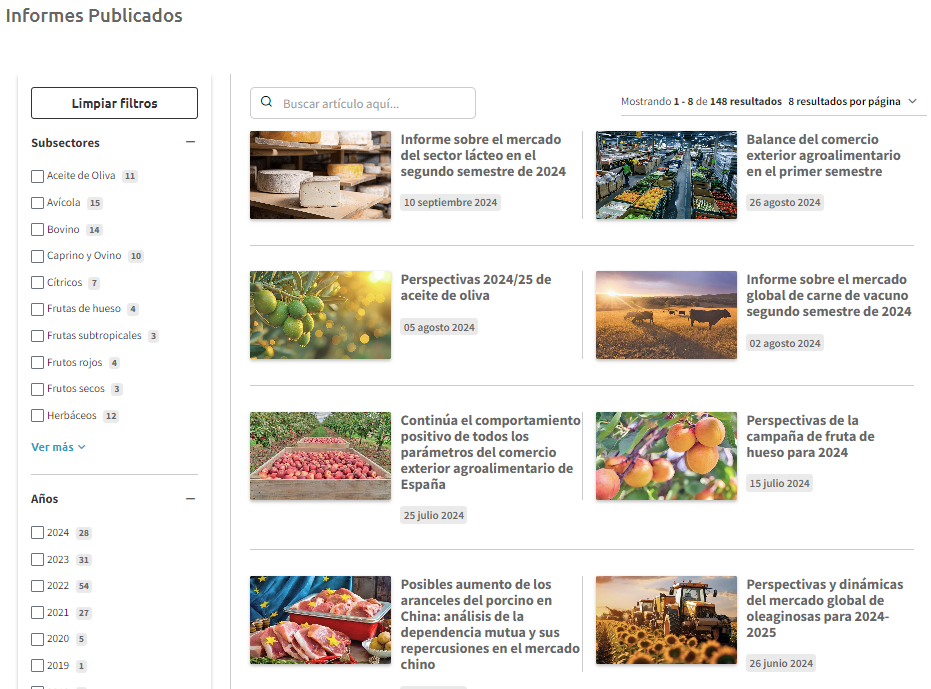 Informes Publicados
Limpiar filtros
Subsectores
Aceite de Oliva 11
Avícola 15
Bovino 14
Caprino y Ovino 10
Cítricos 7
Frutas de hueso 4
Frutas subtropicales 3
Frutos rojos 4
Frutos secos 3
Herbáceos 12
Ver más
Años
2024 28
2023 31
2022 54
2021 27
2020 5
2019 1
Buscar artículo aquí...
Mostrando 1 - 8 de 148 resultados 8 resultados por página
Informe sobre el mercado
del sector lácteo en el
segundo semestre de 2024
10 septiembre 2024
Balance del comercio
exterior agroalimentario
en el primer semestre
26 agosto 2024
Perspectivas 2024/25 de
aceite de oliva
05 agosto 2024
Informe sobre el mercado
global de carne de vacuno
segundo semestre de 2024
02 agosto 2024
Continúa el comportamiento
positivo de todos los
parámetros del comercio
exterior agroalimentario de
España
25 julio 2024
Perspectivas de la
campaña de fruta de
hueso para 2024
15 julio 2024
Posibles aumento de los
aranceles del porcino en
China: análisis de la
dependencia mutua y sus
repercusiones en el mercado
chino
Perspectivas y dinámicas
del mercado global de
oleaginosas para 2024-
2025
26 junio 2024